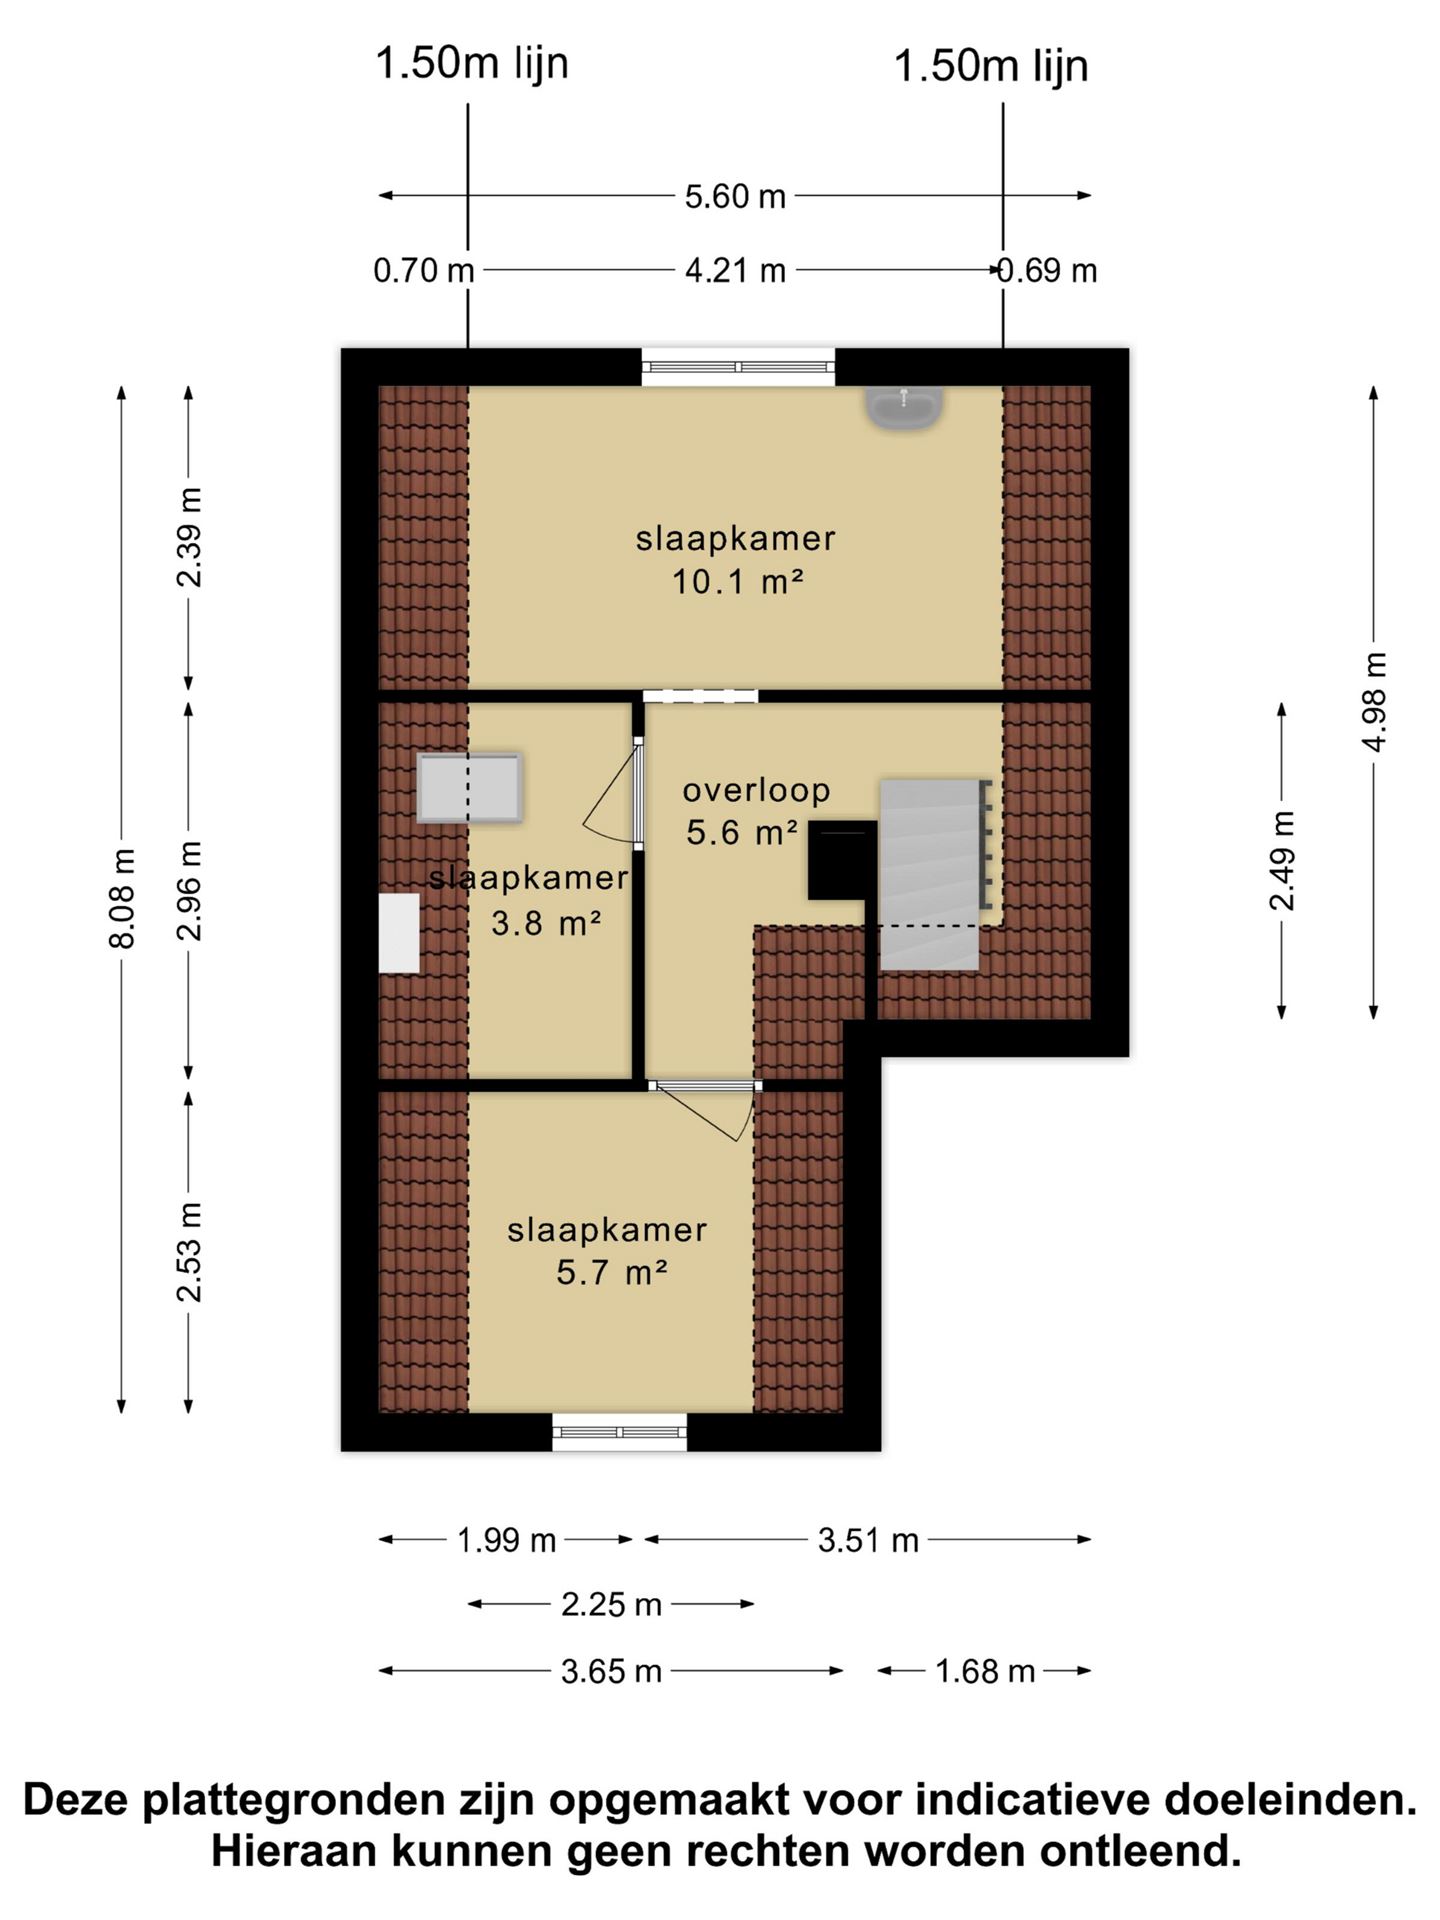 1.50m lijn
1.50m lijn
5.60 m
0.70 m
4.21 m
0.69 m
2.39 m
slaapkamer
10.1 m²
4.98 m
overloop
5.6 m²
2.49 m
8.08 m
2.96 m
slaapkamer
3.8 m²
2.53 m
slaapkamer
5.7 m²
1.99 m
3.51 m
2.25 m
3.65 m
1.68 m
Deze plattegronden zijn opgemaakt voor indicatieve doeleinden.
Hieraan kunnen geen rechten worden ontleend.